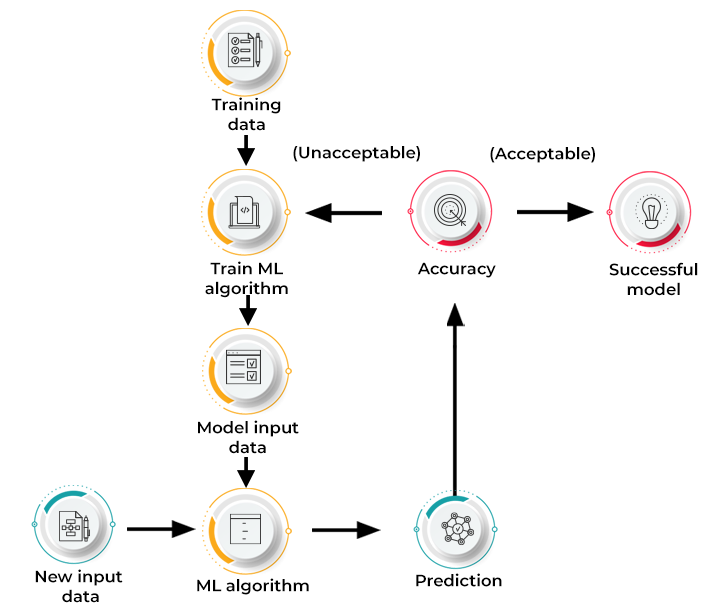 Training
data
(Unacceptable)
(Acceptable)
</>
Train ML
algorithm
Accuracy
Successful
model
Model input
data
New input
data
ML algorithm
Prediction